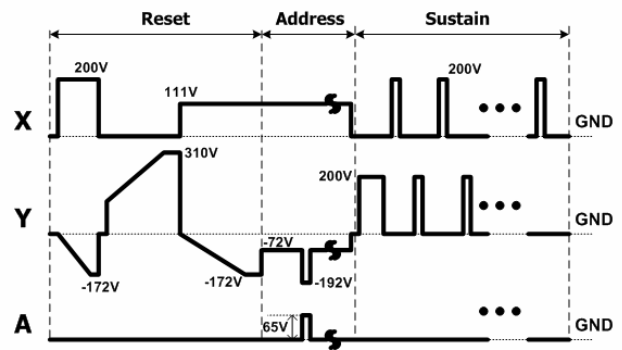 Reset Address Sustain
200V 200V
111V
X GND
310V
200V
Y GND
-72V
-172V -172V -192V
A 65V GND